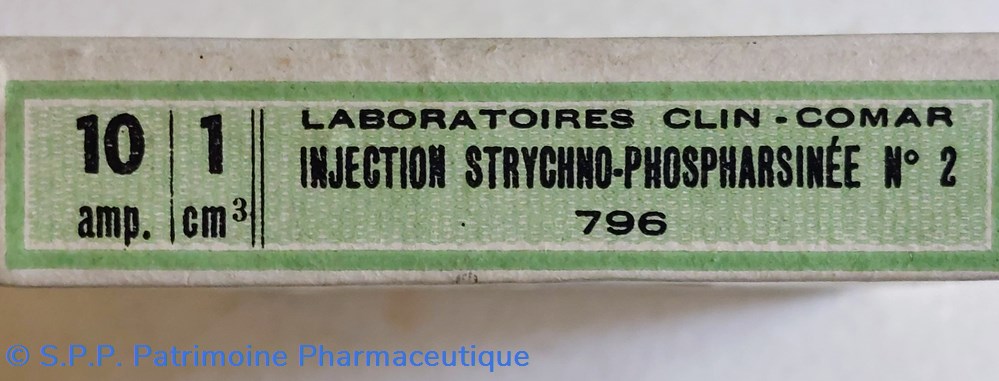 10
amp.
1
cm³
LABORATOIRES CLIN - COMAR
INJECTION STRYCHNO-PHOSPHARSINÉE N° 2
796
© S.P.P. Patrimoine Pharmaceutique